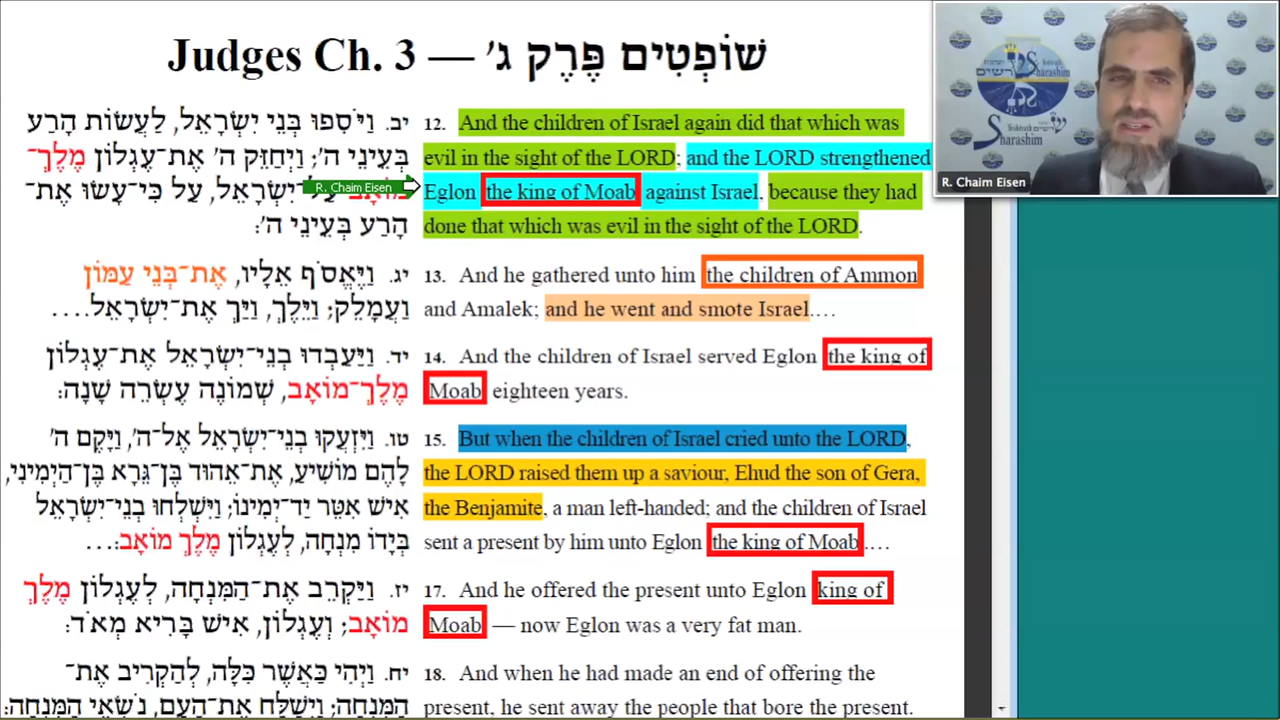 Judges Ch. 3 — שׁוֹפְטִים פֶּרֶק ג׳
יב. וַיֹּסִפוּ בְּנֵי יִשְׂרָאֵל, לַעֲשׂוֹת הָרַע
בְּעֵינֵי ה׳; וַיְחַזֵּק ה׳ אֶת־עֶגְלוֹן מֶלֶךְ־
מוֹאָב עַל־יִשְׂרָאֵל, עַל כִּי־עָשׂוּ אֶת־
הָרַע בְּעֵינֵי ה׳:
12. And the children of Israel again did that which was
evil in the sight of the LORD; and the LORD strengthened
Eglon the king of Moab against Israel, because they had
done that which was evil in the sight of the LORD.
יג. וַיֶּאֱסֹף אֵלָיו, אֶת־בְּנֵי עַמּוֹן
וַעֲמָלֵק; וַיֵּלֶךְ, וַיַּךְ אֶת־יִשְׂרָאֵל....
13. And he gathered unto him the children of Ammon
and Amalek; and he went and smote Israel....
יד. וַיַּעַבְדוּ בְנֵי־יִשְׂרָאֵל אֶת־עֶגְלוֹן
מֶלֶךְ־מוֹאָב, שְׁמוֹנֶה עֶשְׂרֵה שָׁנָה:
14. And the children of Israel served Eglon the king of
Moab eighteen years.
טו. וַיִּזְעֲקוּ בְנֵי־יִשְׂרָאֵל אֶל־ה׳, וַיָּקֶם ה׳
לָהֶם מוֹשִׁיעַ, אֶת־אֵהוּד בֶּן־גֵּרָא בֶּן־הַיְמִינִי,
אִישׁ אִטֵּר יַד־יְמִינוֹ; וַיִּשְׁלְחוּ בְנֵי־יִשְׂרָאֵל
בְּיָדוֹ מִנְחָה, לְעֶגְלוֹן מֶלֶךְ מוֹאָב:...
15. But when the children of Israel cried unto the LORD,
the LORD raised them up a saviour, Ehud the son of Gera,
the Benjamite, a man left-handed; and the children of Israel
sent a present by him unto Eglon the king of Moab....
יז. וַיַּקְרֵב אֶת־הַמִּנְחָה, לְעֶגְלוֹן מֶלֶךְ
מוֹאָב; וְעֶגְלוֹן, אִישׁ בָּרִיא מְאֹד:
17. And he offered the present unto Eglon king of
Moab — now Eglon was a very fat man.
יח. וַיְהִי כַּאֲשֶׁר כִּלָּה, לְהַקְרִיב אֶת־
הַמִּנְחָה; וַיְשַׁלַּח אֶת־הָעָם, נֹשְׂאֵי הַמִּנְחָה:
18. And when he had made an end of offering the
present, he sent away the people that bore the present.
R. Chaim Eisen
Sharashim
Yeshivath
Sharashim
R. Chaim Eisen